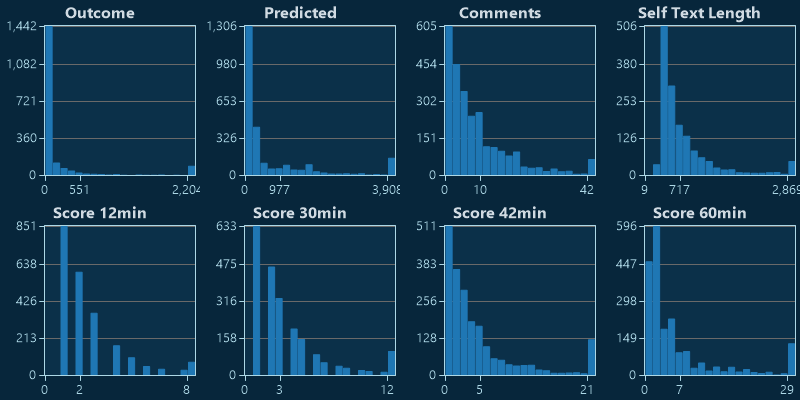 Outcome
1,442
1,082
721
360
0
0 551 2,204
Predicted
1,306
980
653
326
0
0 977 3,908
Comments
605
454
302
151
0
0 10 42
Self Text Length
506
380
253
126
0
9 717 2,869
Score 12min
851
638
426
213
0
0 2 8
Score 30min
633
475
316
158
0
0 3 12
Score 42min
511
383
256
128
0
0 5 21
Score 60min
596
447
298
149
0
0 7 29